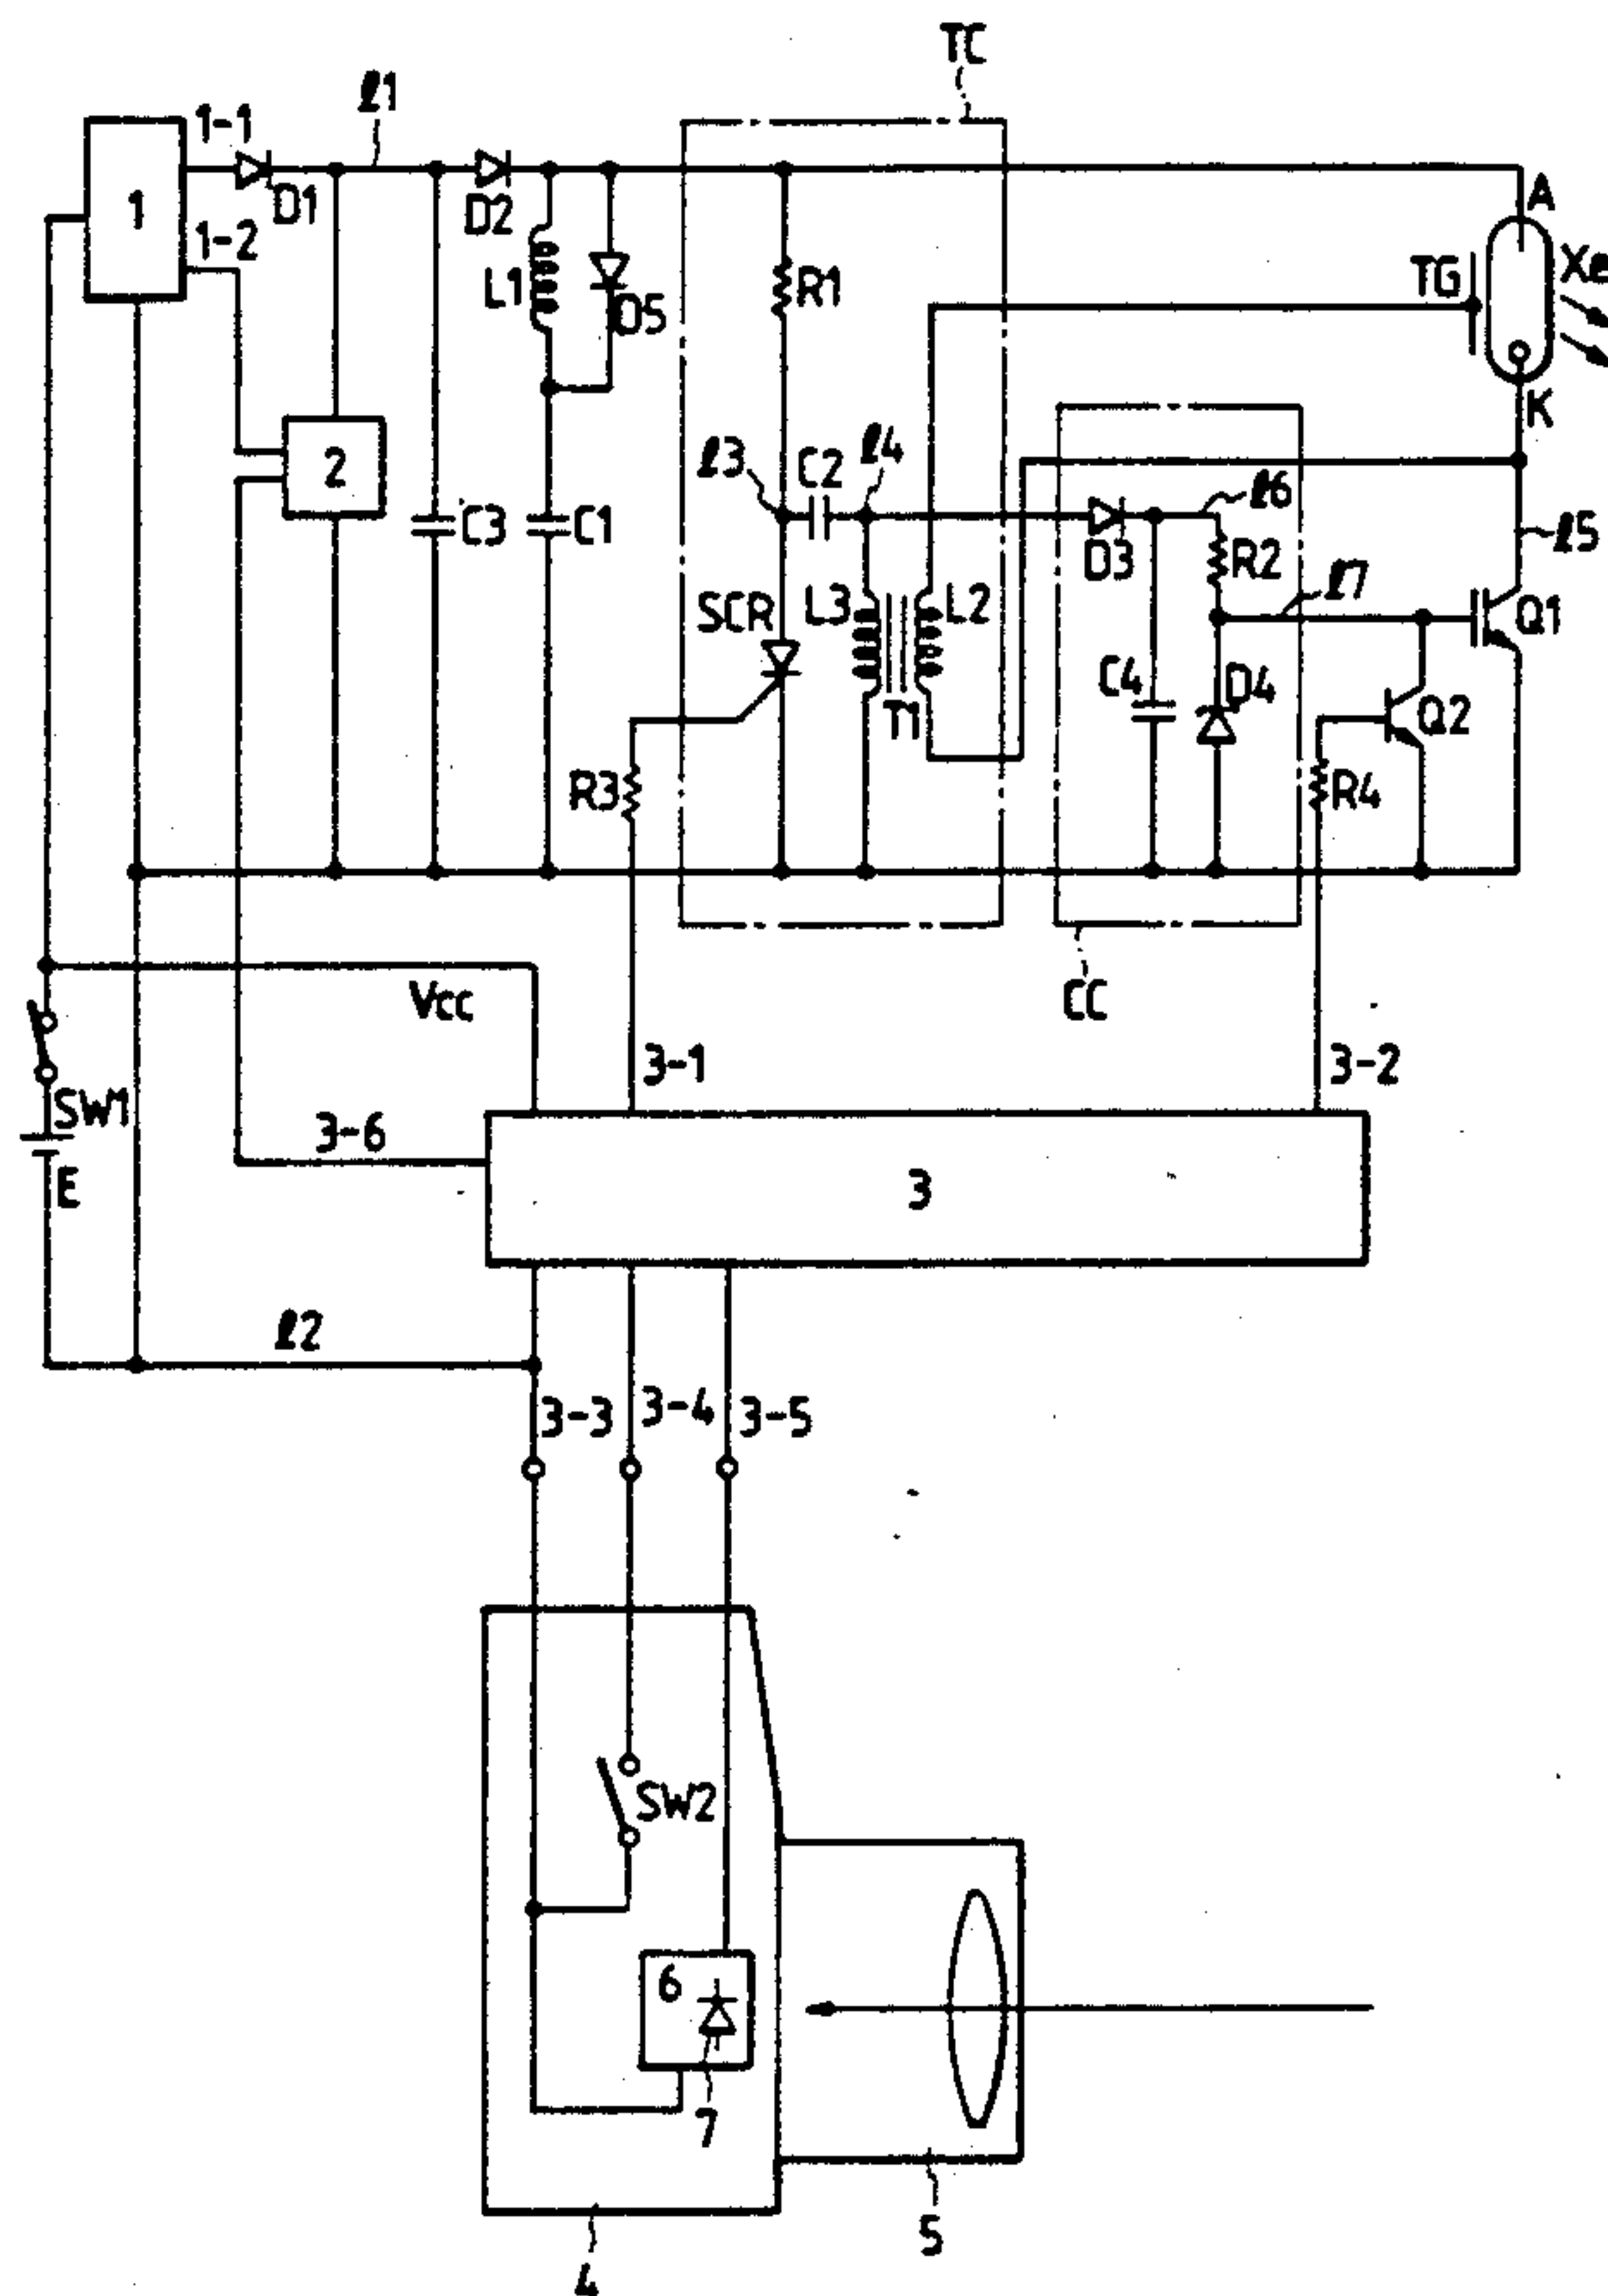 TC
ℓ1
1-1
1
D1
D2
1-2
L1
D5
R1
A
TG
Xe
K
2
C3
C1
ℓ3
C2
ℓ4
ℓ6
D3
R2
ℓ5
ℓ7
SCR
L3
L2
Q1
T1
C4
D4
Q2
R3
R4
Vcc
CC
SW1
3-1
3-2
3-6
E
3
ℓ2
3-3
3-4
3-5
SW2
6
7
5
4